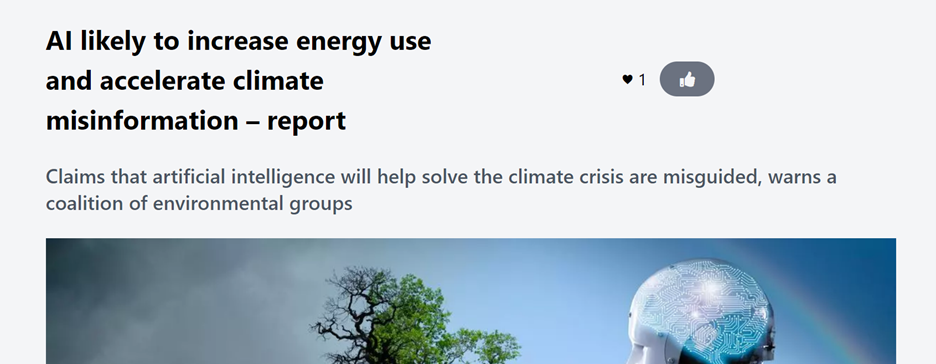 AI likely to increase energy use
and accelerate climate
misinformation – report
1
Claims that artificial intelligence will help solve the climate crisis are misguided, warns a
coalition of environmental groups